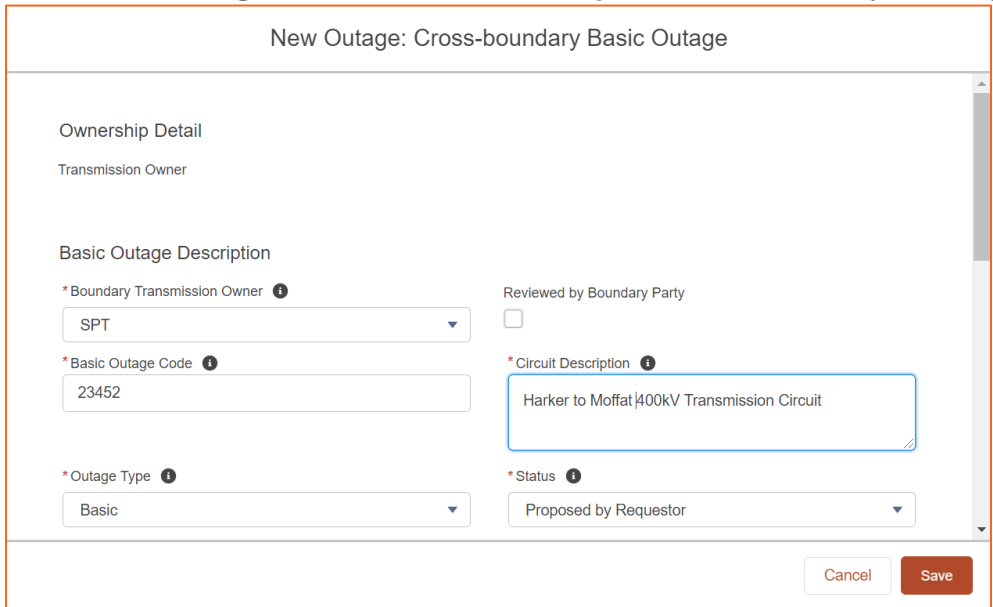 New Outage: Cross-boundary Basic Outage
Ownership Detail
Transmission Owner
Basic Outage Description
*Boundary Transmission Owner
Reviewed by Boundary Party
SPT
*Basic Outage Code
*Circuit Description
23452
Harker to Moffat 400kV Transmission Circuit
*Outage Type
*Status
Basic
Proposed by Requestor
Cancel
Save